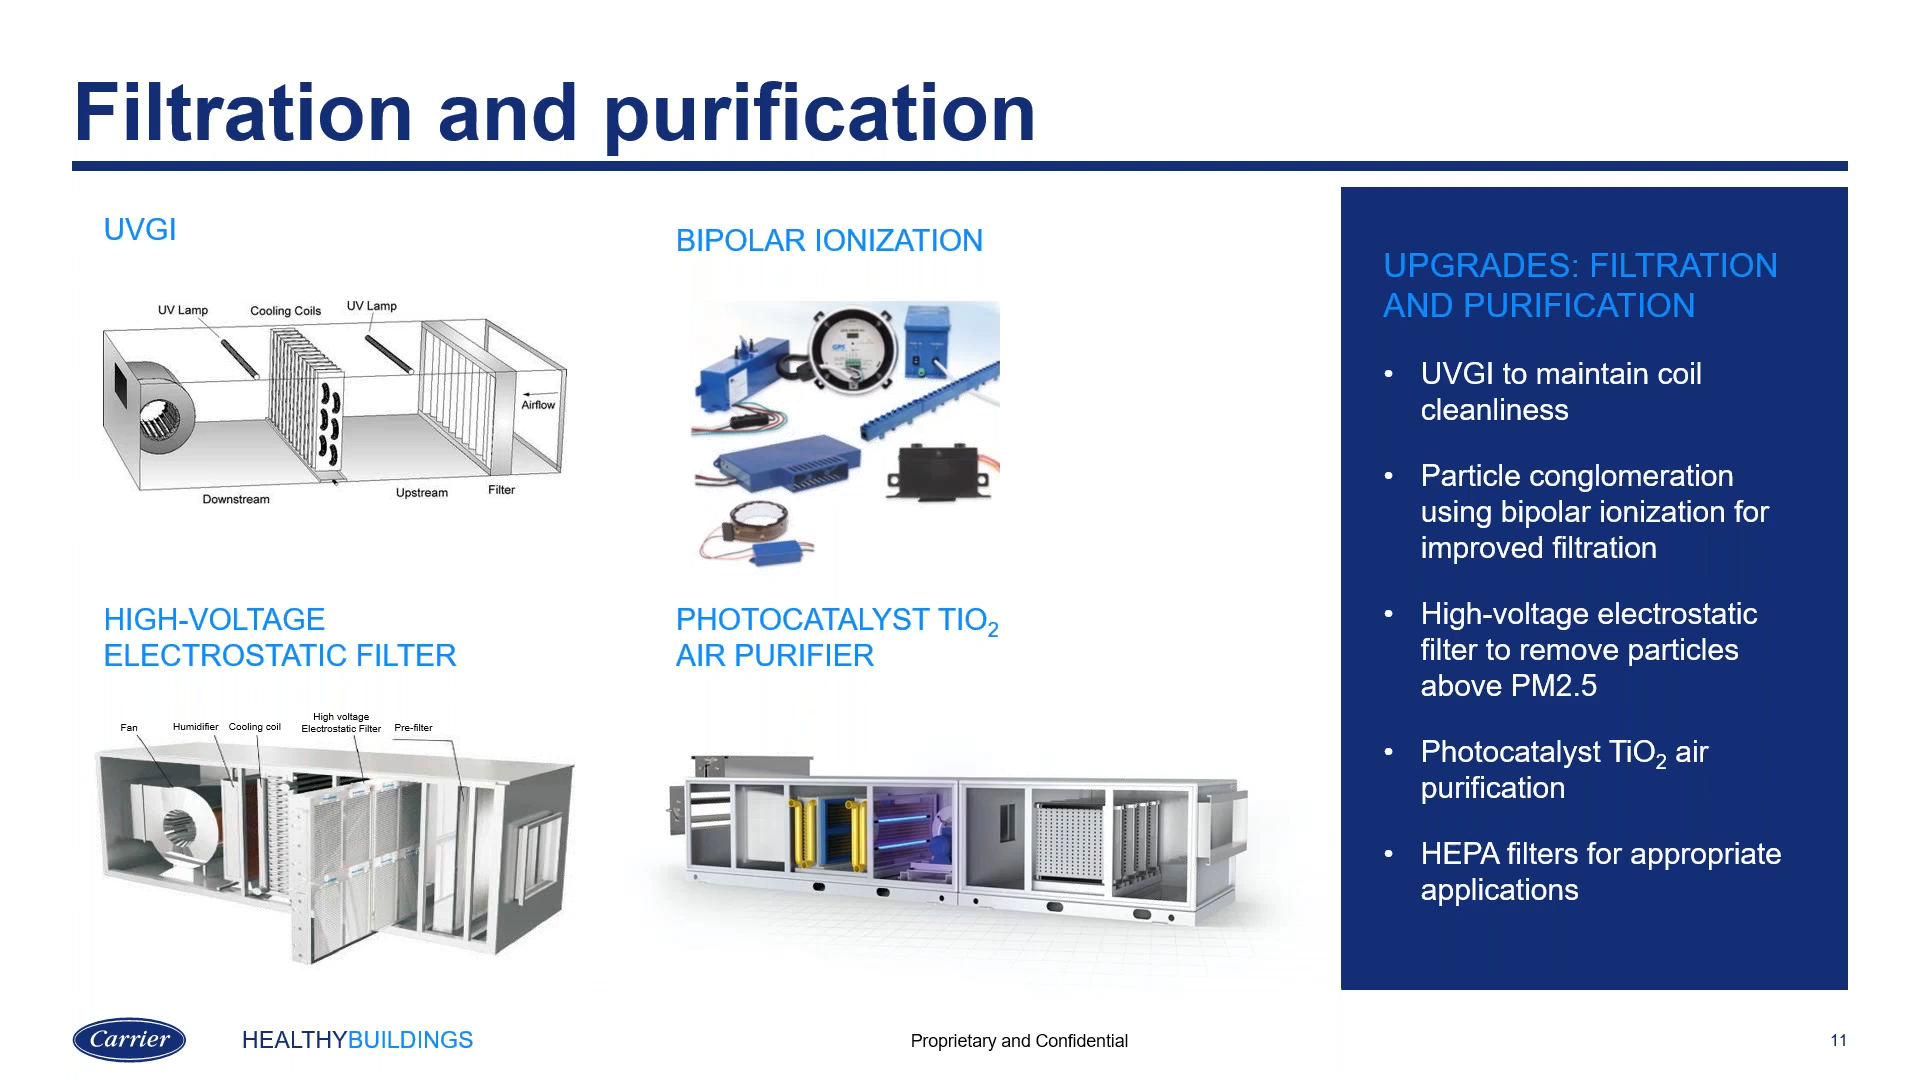 Filtration and purification
UVGI
UV Lamp
Cooling Coils
UV Lamp
Airflow
Downstream
Upstream
Filter
BIPOLAR IONIZATION
GPS
HIGH-VOLTAGE
ELECTROSTATIC FILTER
Fan
Humidifier
Cooling coil
High voltage
Electrostatic Filter
Pre-filter
PHOTOCATALYST TIO₂
AIR PURIFIER
UPGRADES: FILTRATION
AND PURIFICATION
• UVGI to maintain coil
cleanliness
• Particle conglomeration
using bipolar ionization for
improved filtration
• High-voltage electrostatic
filter to remove particles
above PM2.5
• Photocatalyst TiO₂ air
purification
• HEPA filters for appropriate
applications
Carrier
HEALTHYBUILDINGS
Proprietary and Confidential
11